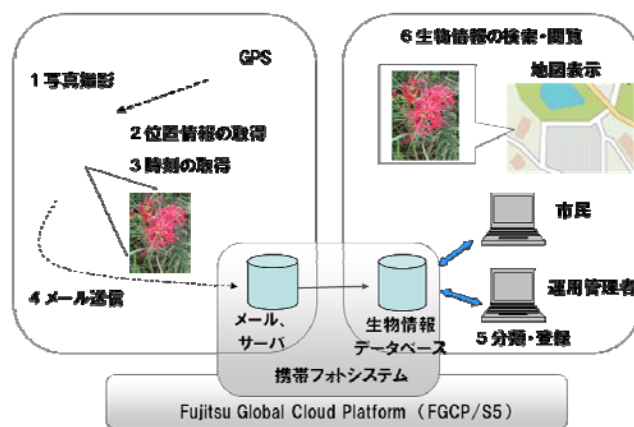 GPS
1写真撮影
2位置情報の取得
3時刻の取得
4メール送信
6生物情報の検索・閲覧
地図表示
市民
運用管理者
5分類・登録
メール、
サーバ
生物情報
データベース
携帯フォトシステム
Fujitsu Global Cloud Platform （FGCP/S5）